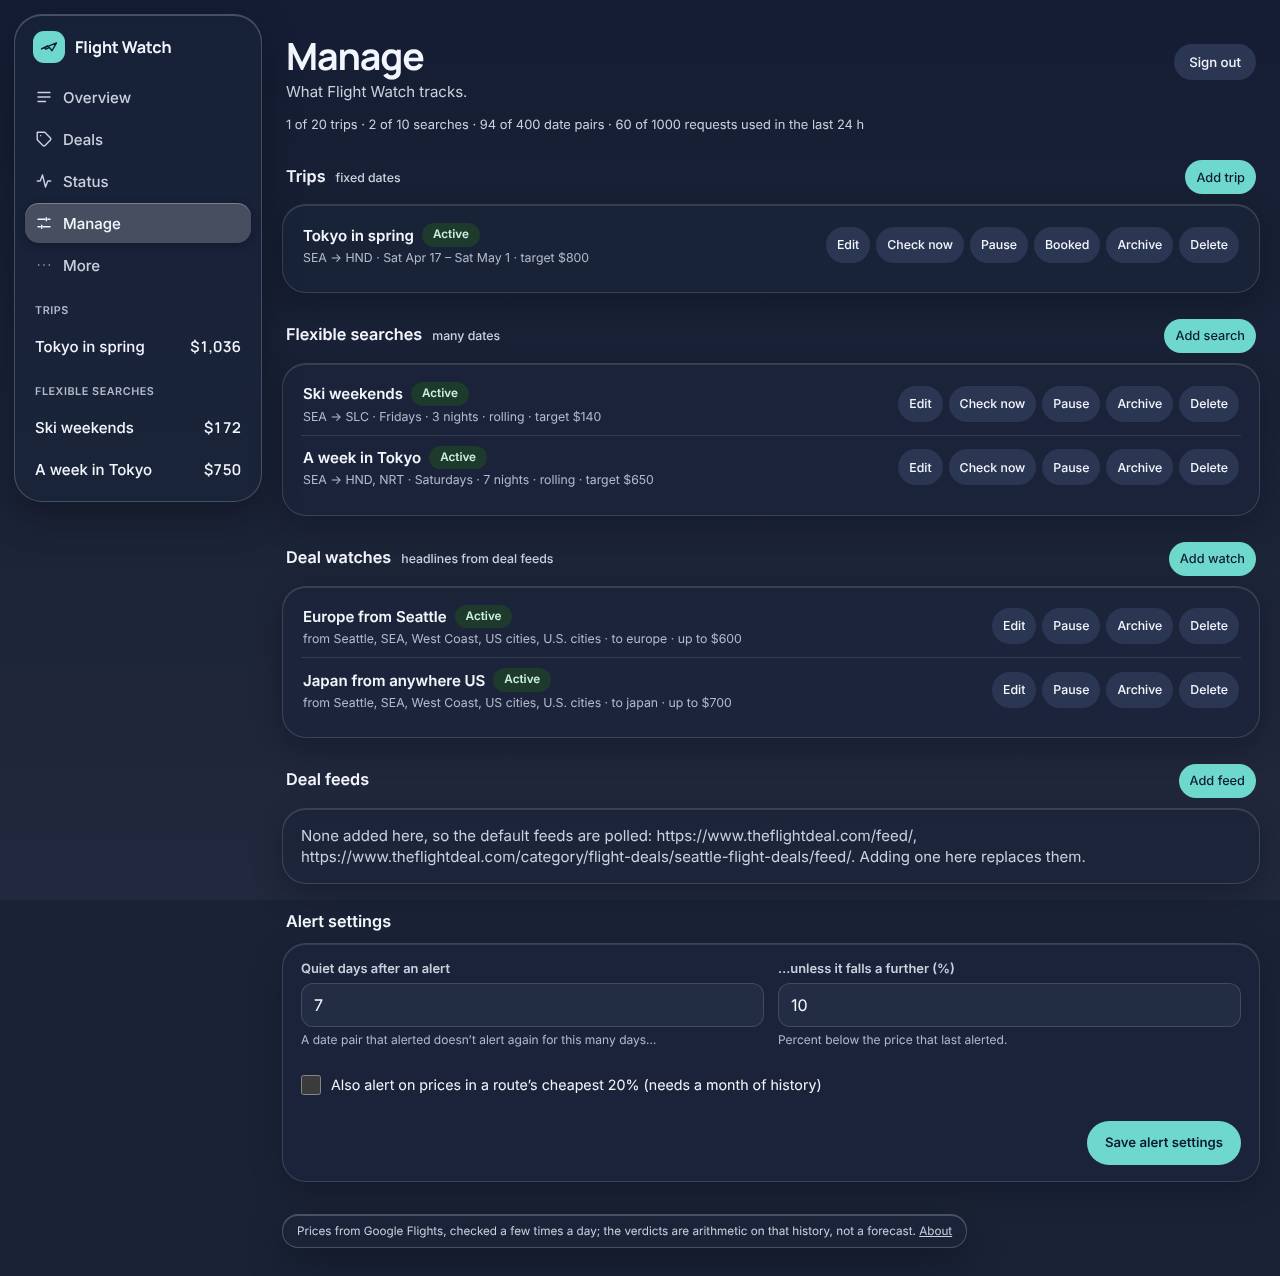 Flight Watch
Overview
Deals
Status
Manage
More
TRIPS
Tokyo in spring $1,036
FLEXIBLE SEARCHES
Ski weekends $172
A week in Tokyo $750
Manage
Sign out
What Flight Watch tracks.
1 of 20 trips · 2 of 10 searches · 94 of 400 date pairs · 60 of 1000 requests used in the last 24 h
Trips fixed dates Add trip
Tokyo in spring Active
SEA → HND · Sat Apr 17 – Sat May 1 · target $800
Edit Check now Pause Booked Archive Delete
Flexible searches many dates Add search
Ski weekends Active
SEA → SLC · Fridays · 3 nights · rolling · target $140
Edit Check now Pause Archive Delete
A week in Tokyo Active
SEA → HND, NRT · Saturdays · 7 nights · rolling · target $650
Edit Check now Pause Archive Delete
Deal watches headlines from deal feeds Add watch
Europe from Seattle Active
from Seattle, SEA, West Coast, US cities, U.S. cities · to europe · up to $600
Edit Pause Archive Delete
Japan from anywhere US Active
from Seattle, SEA, West Coast, US cities, U.S. cities · to japan · up to $700
Edit Pause Archive Delete
Deal feeds Add feed
None added here, so the default feeds are polled: https://www.theflightdeal.com/feed/,
https://www.theflightdeal.com/category/flight-deals/seattle-flight-deals/feed/. Adding one here replaces them.
Alert settings
Quiet days after an alert
7
A date pair that alerted doesn’t alert again for this many days…
…unless it falls a further (%)
10
Percent below the price that last alerted.
Also alert on prices in a route’s cheapest 20% (needs a month of history)
Save alert settings
Prices from Google Flights, checked a few times a day; the verdicts are arithmetic on that history, not a forecast. About